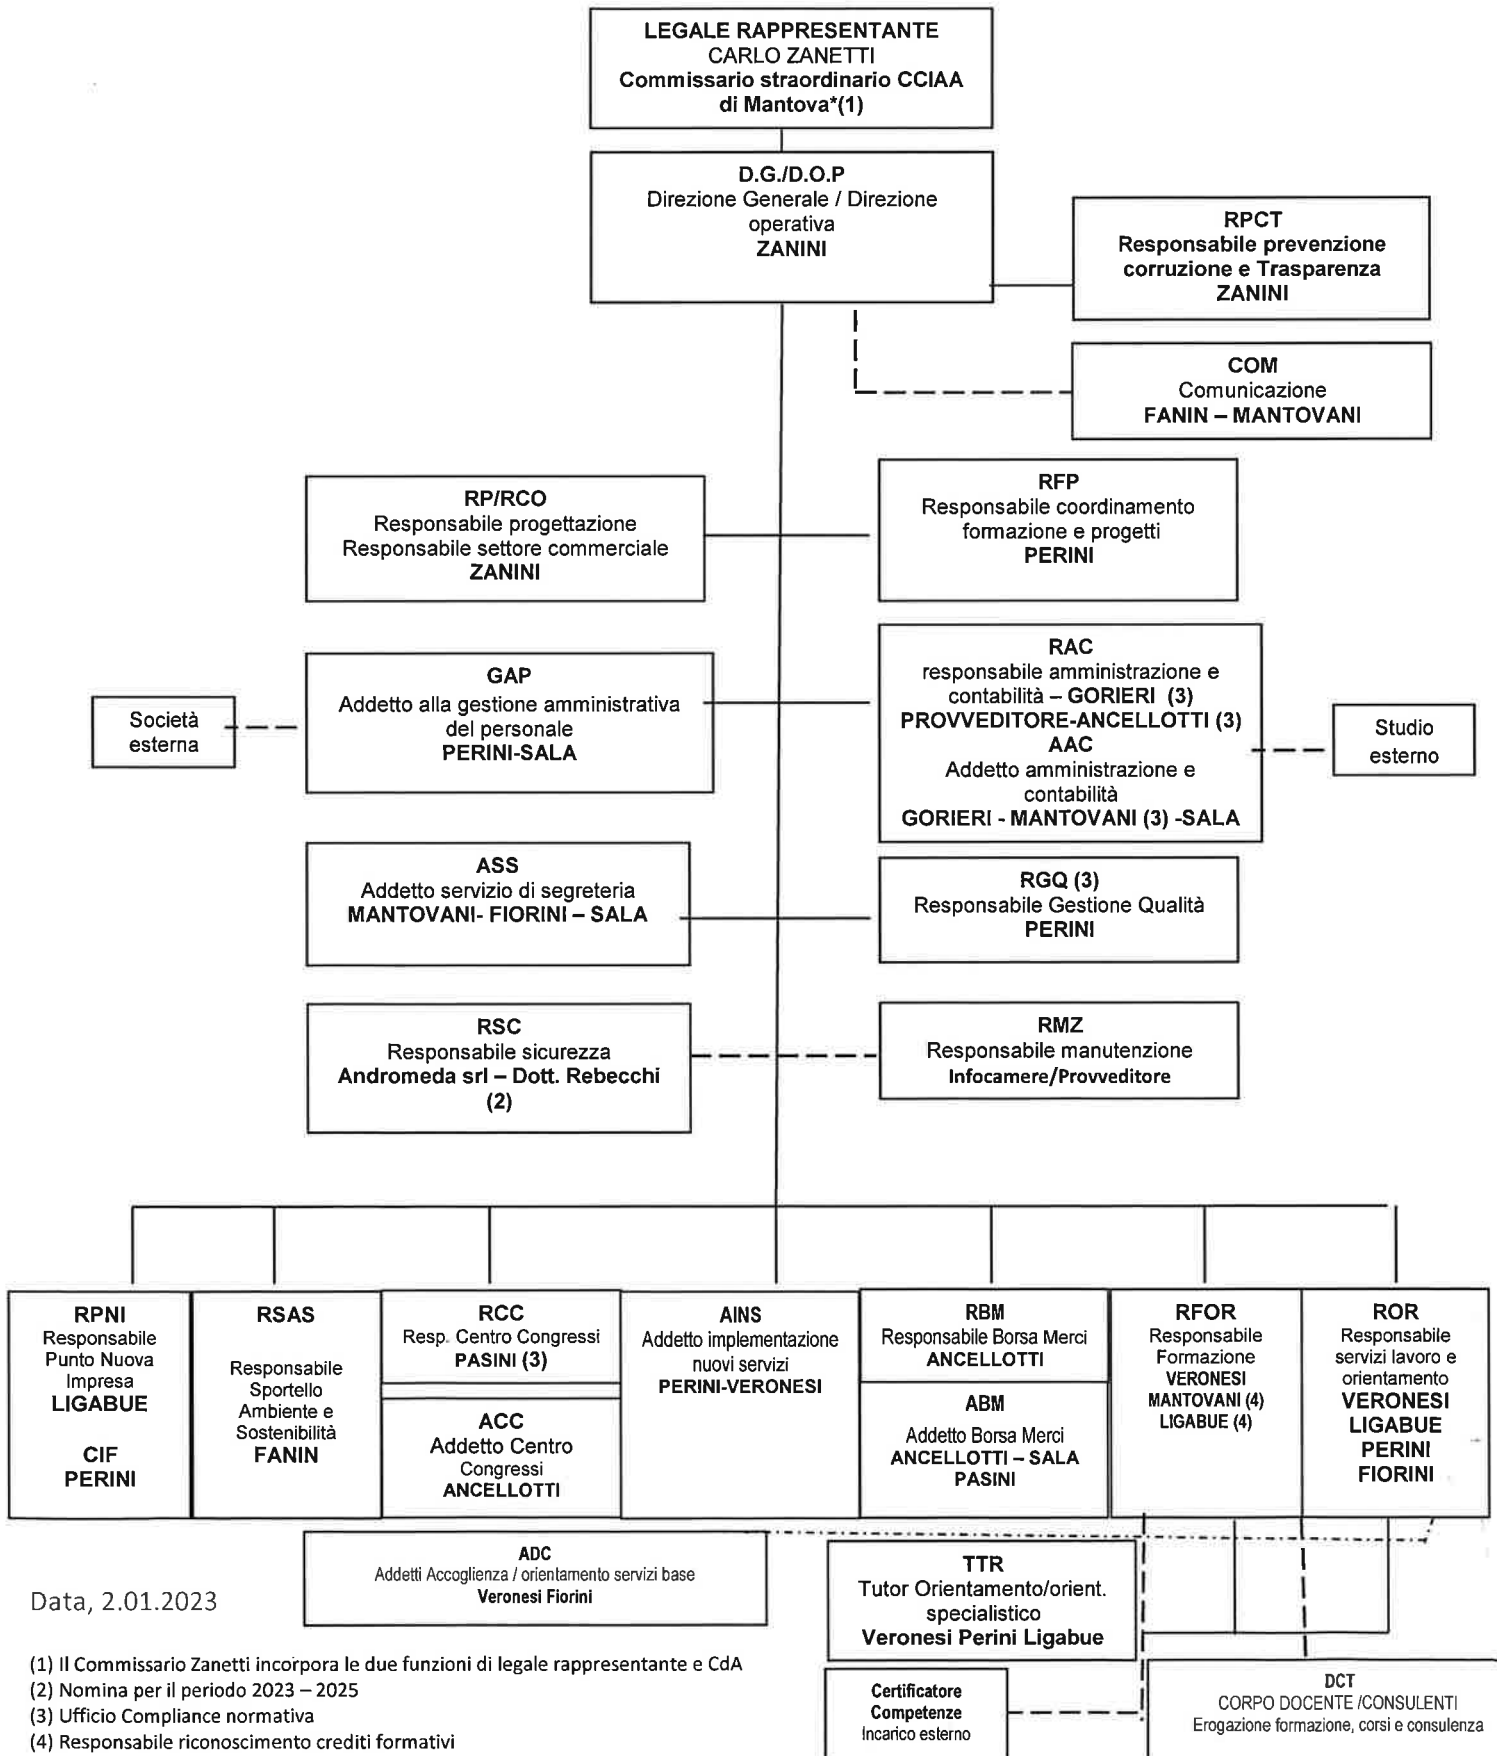 LEGALE RAPPRESENTANTE
CARLO ZANETTI
Commissario straordinario CCIAA
di Mantova*(1)
D.G./D.O.P
Direzione Generale / Direzione
operativa
ZANINI
RPCT
Responsabile prevenzione
corruzione e Trasparenza
ZANINI
COM
Comunicazione
FANIN – MANTOVANI
RP/RCO
Responsabile progettazione
Responsabile settore commerciale
ZANINI
RFP
Responsabile coordinamento
formazione e progetti
PERINI
Società
esterna
GAP
Addetto alla gestione amministrativa
del personale
PERINI-SALA
RAC
responsabile amministrazione e
contabilità – GORIERI (3)
PROVVEDITORE-ANCELLOTTI (3)
AAC
Addetto amministrazione e
contabilità
GORIERI - MANTOVANI (3) -SALA
Studio
esterno
ASS
Addetto servizio di segreteria
MANTOVANI- FIORINI – SALA
RGQ (3)
Responsabile Gestione Qualità
PERINI
RSC
Responsabile sicurezza
Andromeda srl – Dott. Rebecchi
(2)
RMZ
Responsabile manutenzione
Infocamere/Provveditore
RPNI
Responsabile
Punto Nuova
Impresa
LIGABUE
CIF
PERINI
RSAS
Responsabile
Sportello
Ambiente e
Sostenibilità
FANIN
RCC
Resp. Centro Congressi
PASINI (3)
ACC
Addetto Centro
Congressi
ANCELLOTTI
AINS
Addetto implementazione
nuovi servizi
PERINI-VERONESI
RBM
Responsabile Borsa Merci
ANCELLOTTI
ABM
Addetto Borsa Merci
ANCELLOTTI – SALA
PASINI
RFOR
Responsabile
Formazione
VERONESI
MANTOVANI (4)
LIGABUE (4)
ROR
Responsabile
servizi lavoro e
orientamento
VERONESI
LIGABUE
PERINI
FIORINI
ADC
Addetti Accoglienza / orientamento servizi base
Veronesi Fiorini
TTR
Tutor Orientamento/orient.
specialistico
Veronesi Perini Ligabue
Certificatore
Competenze
Incarico esterno
DCT
CORPO DOCENTE /CONSULENTI
Erogazione formazione, corsi e consulenza
Data, 2.01.2023
(1) Il Commissario Zanetti incorpora le due funzioni di legale rappresentante e CdA
(2) Nomina per il periodo 2023 – 2025
(3) Ufficio Compliance normativa
(4) Responsabile riconoscimento crediti formativi